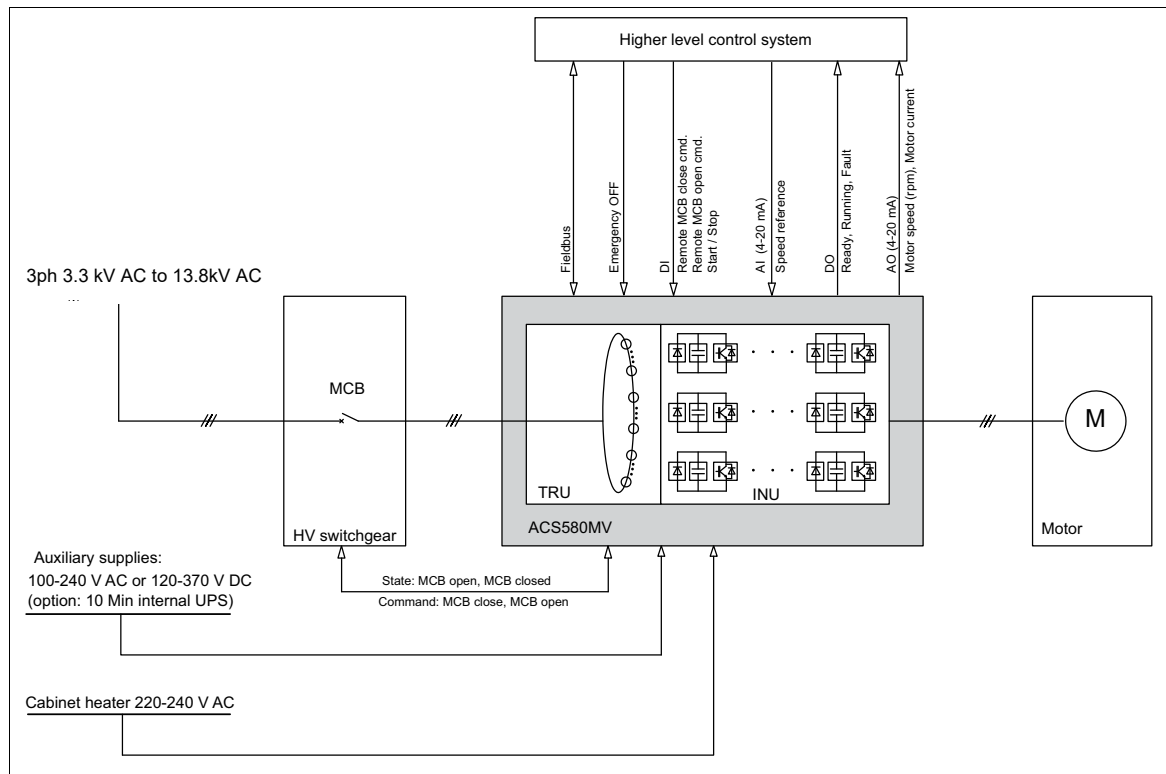 Higher level control system
Fieldbus
Emergency OFF
DI
Remote MCB close cmd.
Remote MCB open cmd.
Start / Stop
AI (4-20 mA)
Speed reference
DO
Ready, Running, Fault
AO (4-20 mA)
Motor speed (rpm), Motor current
3ph 3.3 kV AC to 13.8kV AC
MCB
M
TRU
INU
HV switchgear
ACS580MV
Motor
Auxiliary supplies:
100-240 V AC or 120-370 V DC
(option: 10 Min internal UPS)
State: MCB open, MCB closed
Command: MCB close, MCB open
Cabinet heater 220-240 V AC